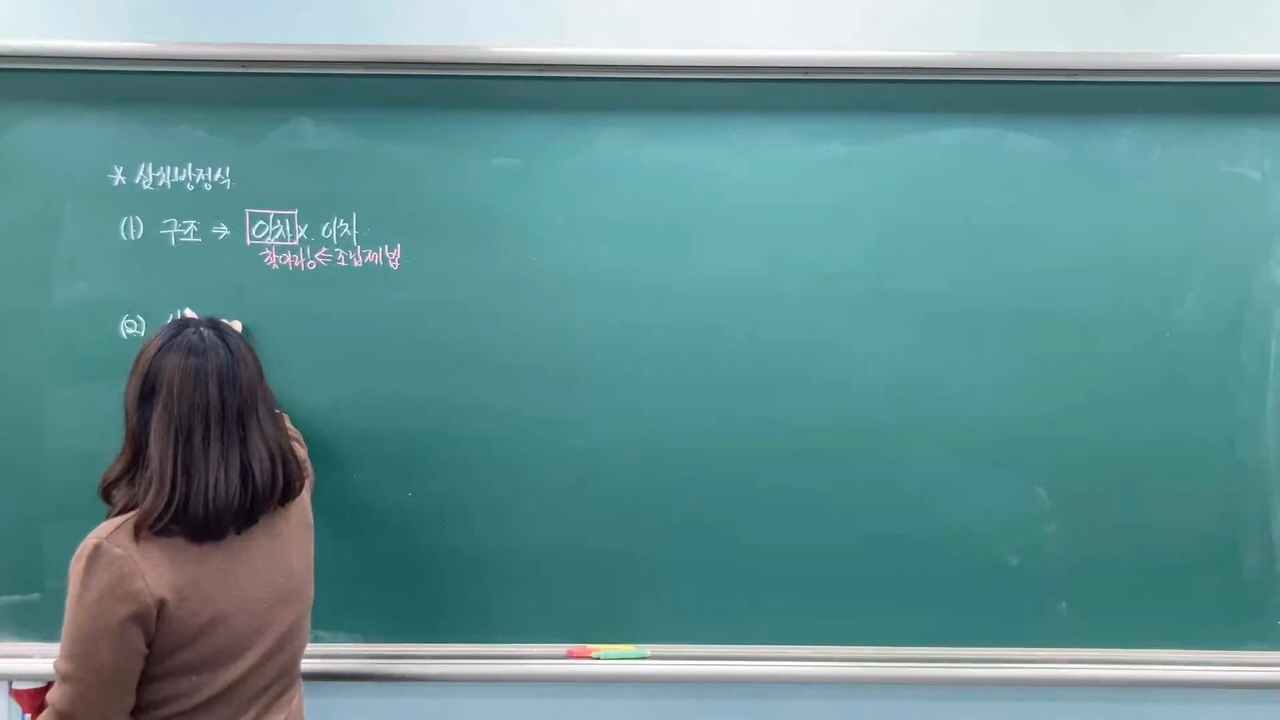 * 삼차방정식
(1) 구조 ⇒ 일차 × 이차
찾아라! ⇐ 조립제법
(2)